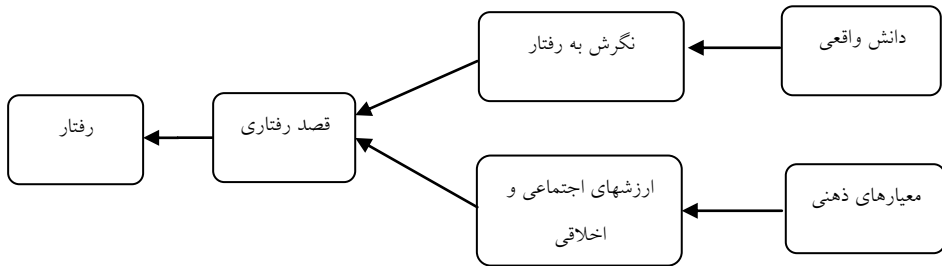 دانش واقعی
نگرش به رفتار
قصد رفتاری
رفتار
ارزشهای اجتماعی و
اخلاقی
معیارهای ذهنی